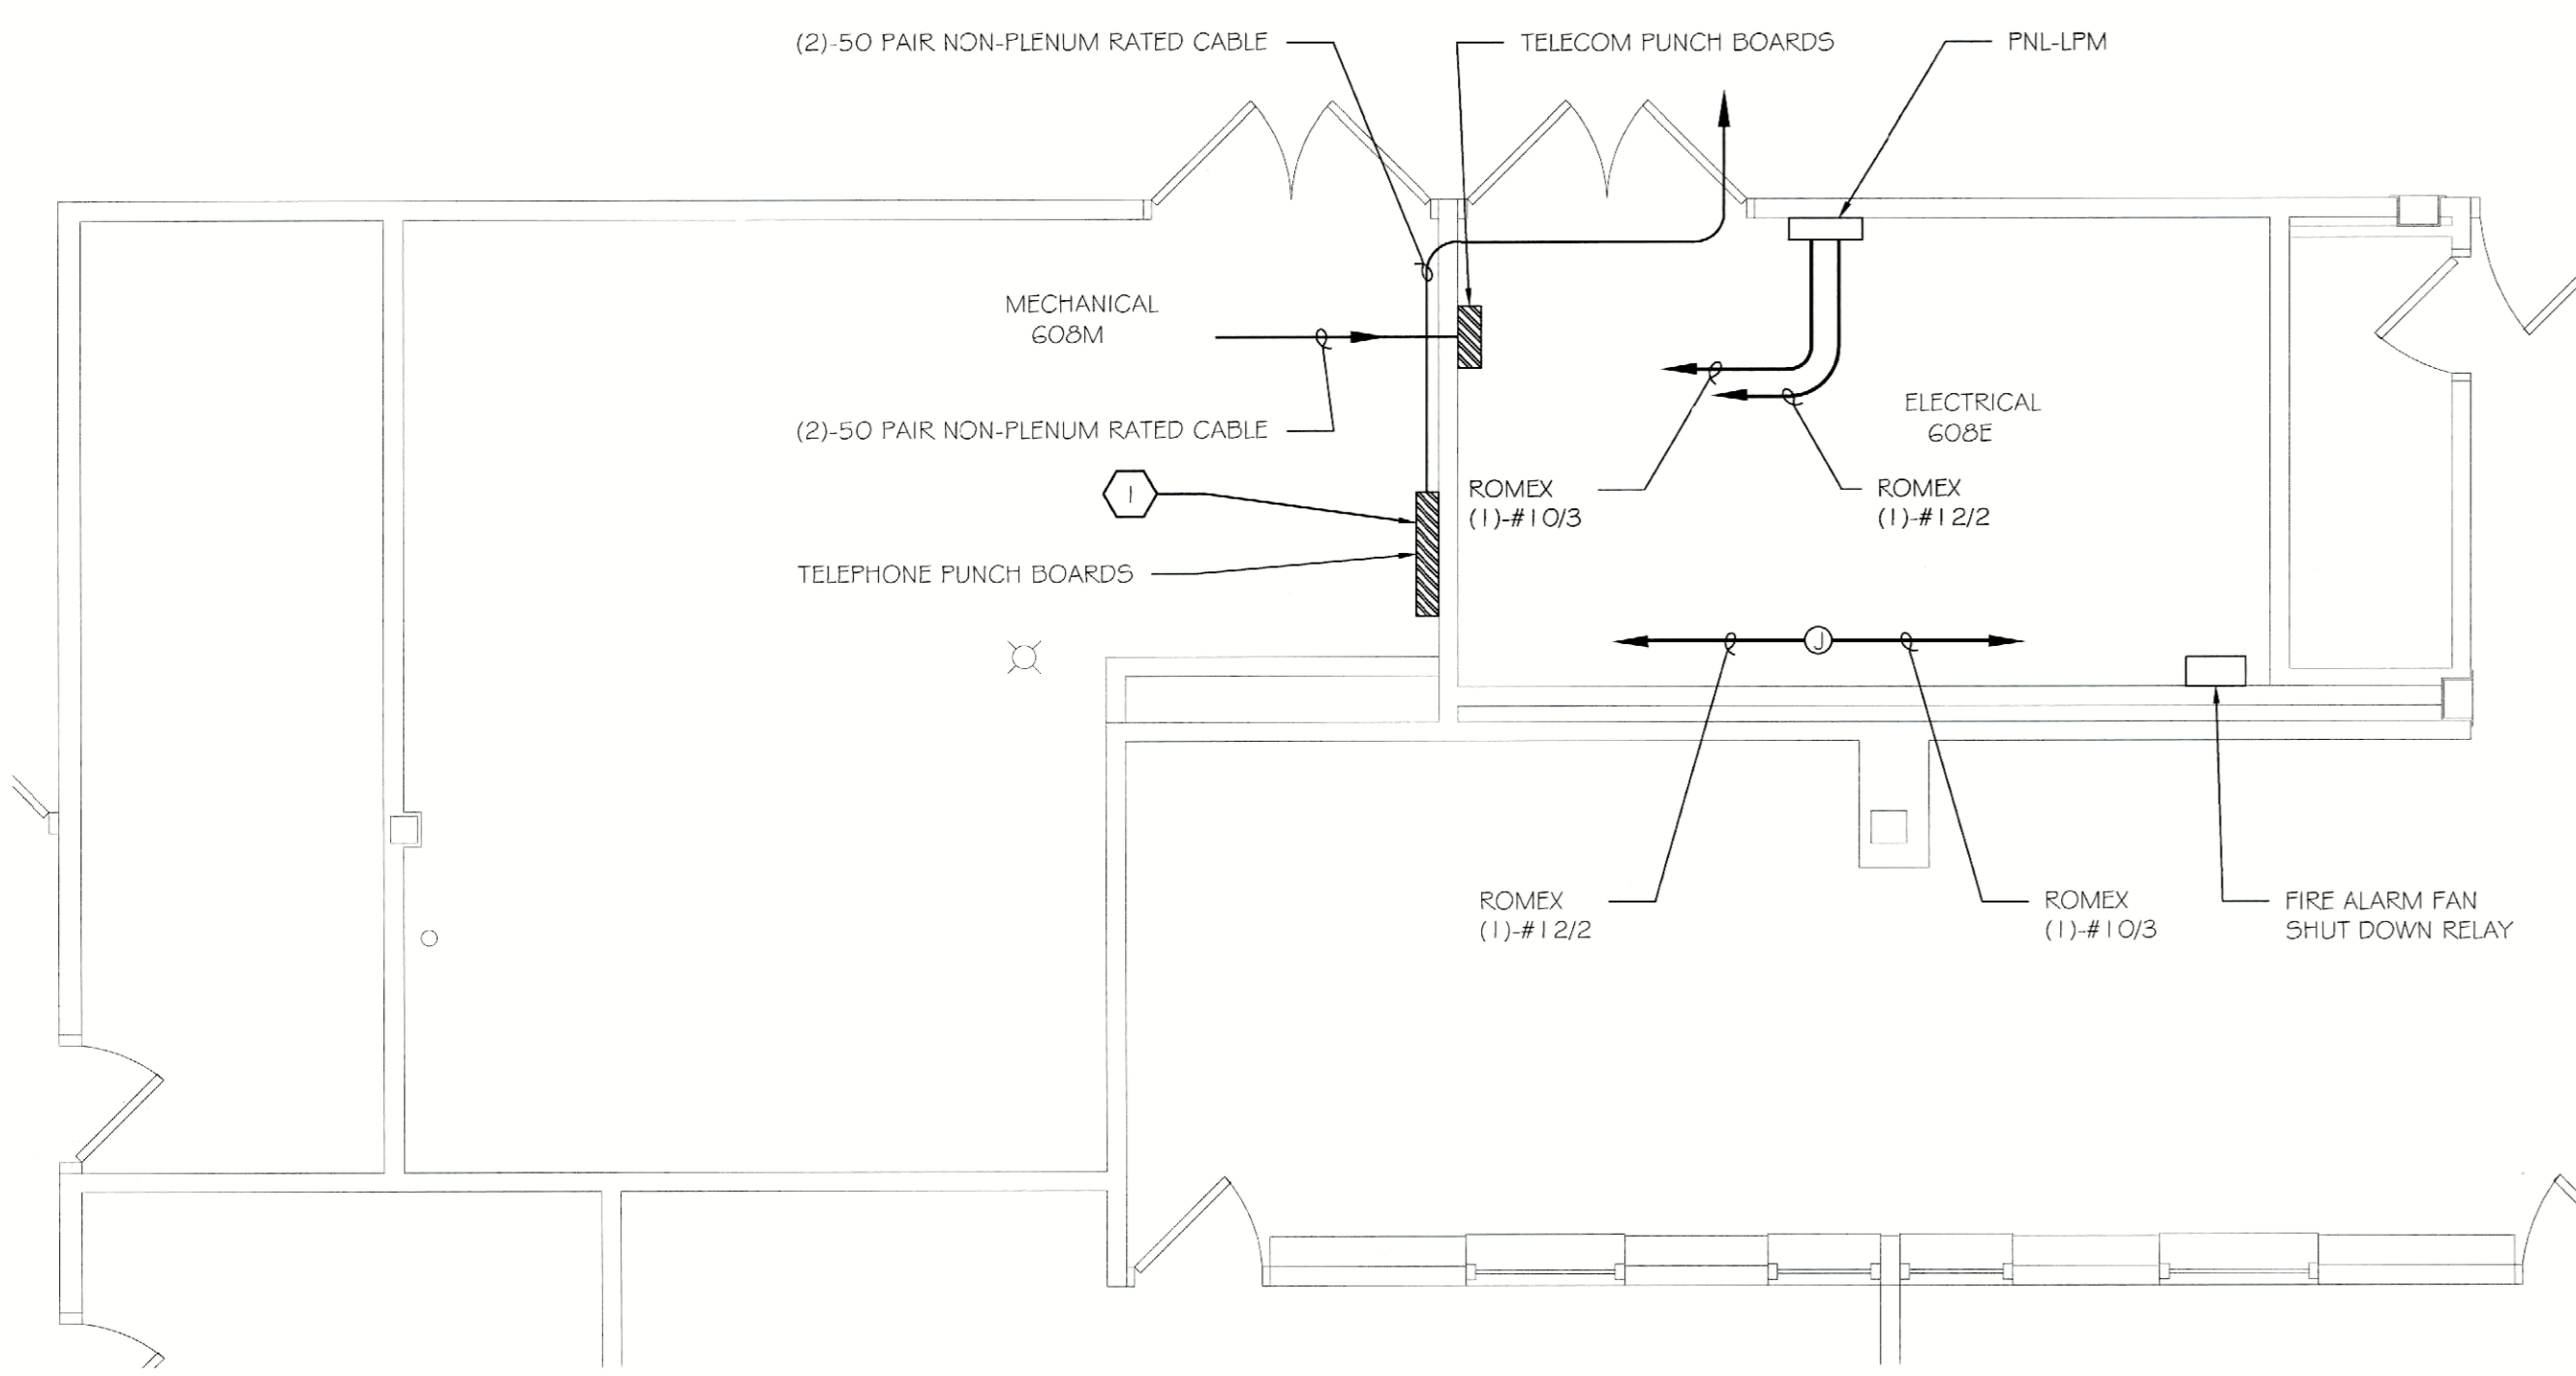 (2)-50 PAIR NON-PLENUM RATED CABLE
TELECOM PUNCH BOARDS
PNL-LPM
MECHANICAL
608M
(2)-50 PAIR NON-PLENUM RATED CABLE
ELECTRICAL
608E
1
ROMEX
(1)-#10/3
ROMEX
(1)-#12/2
TELEPHONE PUNCH BOARDS
J
ROMEX
(1)-#12/2
ROMEX
(1)-#10/3
FIRE ALARM FAN
SHUT DOWN RELAY